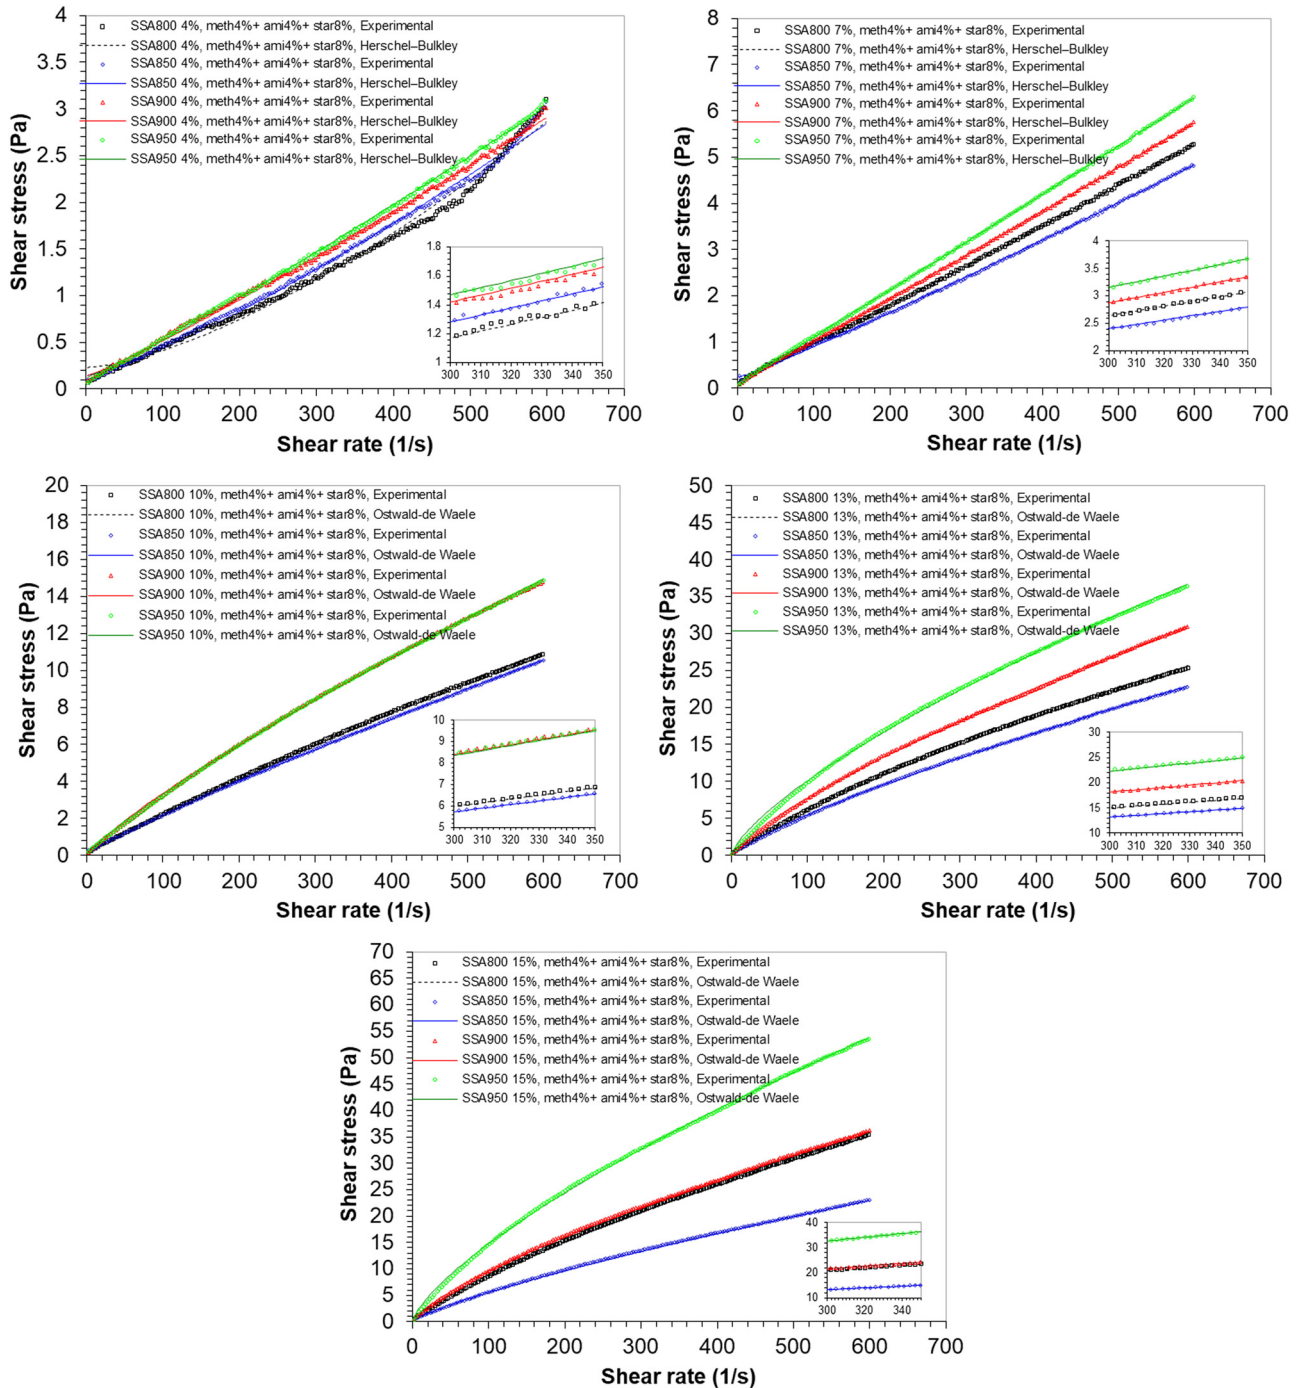 4
3.5
3
2.5
2
1.5
1
0.5
0
Shear stress (Pa)
SSA800 4%, meth4%+ ami4%+ star8%, Experimental
SSA800 4%, meth4%+ ami4%+ star8%, Herschel–Bulkley
SSA850 4%, meth4%+ ami4%+ star8%, Experimental
SSA850 4%, meth4%+ ami4%+ star8%, Herschel–Bulkley
SSA900 4%, meth4%+ ami4%+ star8%, Experimental
SSA900 4%, meth4%+ ami4%+ star8%, Herschel–Bulkley
SSA950 4%, meth4%+ ami4%+ star8%, Experimental
SSA950 4%, meth4%+ ami4%+ star8%, Herschel–Bulkley
1.8
1.6
1.4
1.2
1
300 310 320 330 340 350
0 100 200 300 400 500 600 700
Shear rate (1/s)
8
7
6
5
4
3
2
1
0
Shear stress (Pa)
SSA800 7%, meth4%+ ami4%+ star8%, Experimental
SSA800 7%, meth4%+ ami4%+ star8%, Herschel–Bulkley
SSA850 7%, meth4%+ ami4%+ star8%, Experimental
SSA850 7%, meth4%+ ami4%+ star8%, Herschel–Bulkley
SSA900 7%, meth4%+ ami4%+ star8%, Experimental
SSA900 7%, meth4%+ ami4%+ star8%, Herschel–Bulkley
SSA950 7%, meth4%+ ami4%+ star8%, Experimental
SSA950 7%, meth4%+ ami4%+ star8%, Herschel–Bulkley
4
3.5
3
2.5
2
300 310 320 330 340 350
0 100 200 300 400 500 600 700
Shear rate (1/s)
20
18
16
14
12
10
8
6
4
2
0
Shear stress (Pa)
SSA800 10%, meth4%+ ami4%+ star8%, Experimental
SSA800 10%, meth4%+ ami4%+ star8%, Ostwald-de Waele
SSA850 10%, meth4%+ ami4%+ star8%, Experimental
SSA850 10%, meth4%+ ami4%+ star8%, Ostwald-de Waele
SSA900 10%, meth4%+ ami4%+ star8%, Experimental
SSA900 10%, meth4%+ ami4%+ star8%, Ostwald-de Waele
SSA950 10%, meth4%+ ami4%+ star8%, Experimental
SSA950 10%, meth4%+ ami4%+ star8%, Ostwald-de Waele
10
9
8
7
6
5
300 310 320 330 340 350
0 100 200 300 400 500 600 700
Shear rate (1/s)
50
45
40
35
30
25
20
15
10
5
0
Shear stress (Pa)
SSA800 13%, meth4%+ ami4%+ star8%, Experimental
SSA800 13%, meth4%+ ami4%+ star8%, Ostwald-de Waele
SSA850 13%, meth4%+ ami4%+ star8%, Experimental
SSA850 13%, meth4%+ ami4%+ star8%, Ostwald-de Waele
SSA900 13%, meth4%+ ami4%+ star8%, Experimental
SSA900 13%, meth4%+ ami4%+ star8%, Ostwald-de Waele
SSA950 13%, meth4%+ ami4%+ star8%, Experimental
SSA950 13%, meth4%+ ami4%+ star8%, Ostwald-de Waele
30
25
20
15
10
300 310 320 330 340 350
0 100 200 300 400 500 600 700
Shear rate (1/s)
70
65
60
55
50
45
40
35
30
25
20
15
10
5
0
Shear stress (Pa)
SSA800 15%, meth4%+ ami4%+ star8%, Experimental
SSA800 15%, meth4%+ ami4%+ star8%, Ostwald-de Waele
SSA850 15%, meth4%+ ami4%+ star8%, Experimental
SSA850 15%, meth4%+ ami4%+ star8%, Ostwald-de Waele
SSA900 15%, meth4%+ ami4%+ star8%, Experimental
SSA900 15%, meth4%+ ami4%+ star8%, Ostwald-de Waele
SSA950 15%, meth4%+ ami4%+ star8%, Experimental
SSA950 15%, meth4%+ ami4%+ star8%, Ostwald-de Waele
40
30
20
10
300 320 340
0 100 200 300 400 500 600 700
Shear rate (1/s)